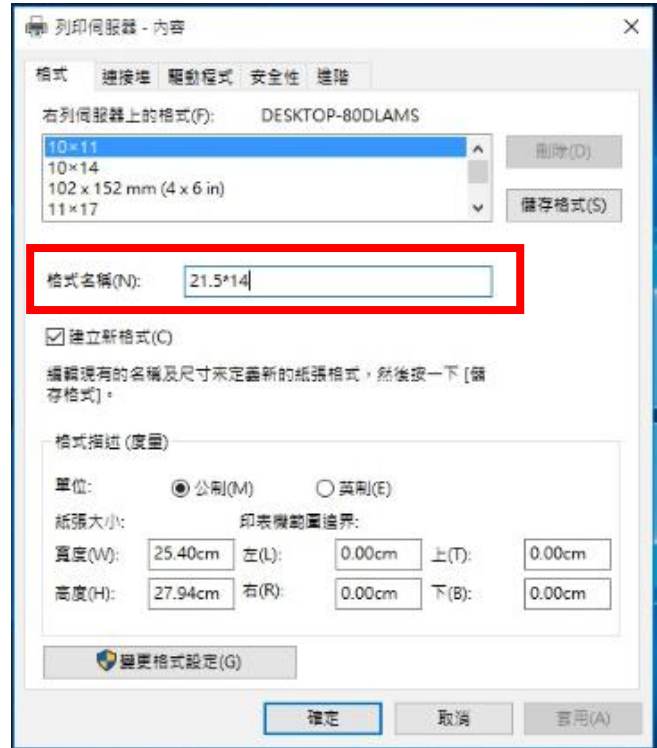 列印伺服器 - 內容
格式 連接埠 驅動程式 安全性 進階
右列伺服器上的格式(F): DESKTOP-80DLAMS
10×11
10×14
102 x 152 mm (4 x 6 in)
11×17
刪除(D)
儲存格式(S)
格式名稱(N): 21.5*14
建立新格式(C)
編輯現有的名稱及尺寸來定義新的紙張格式，然後按一下 [儲
存格式]。
格式描述 (度量)
單位: 公制(M) 英制(E)
紙張大小: 印表機範圍邊界:
寬度(W): 25.40cm 左(L): 0.00cm 上(T): 0.00cm
高度(H): 27.94cm 右(R): 0.00cm 下(B): 0.00cm
變更格式設定(G)
確定 取消 套用(A)